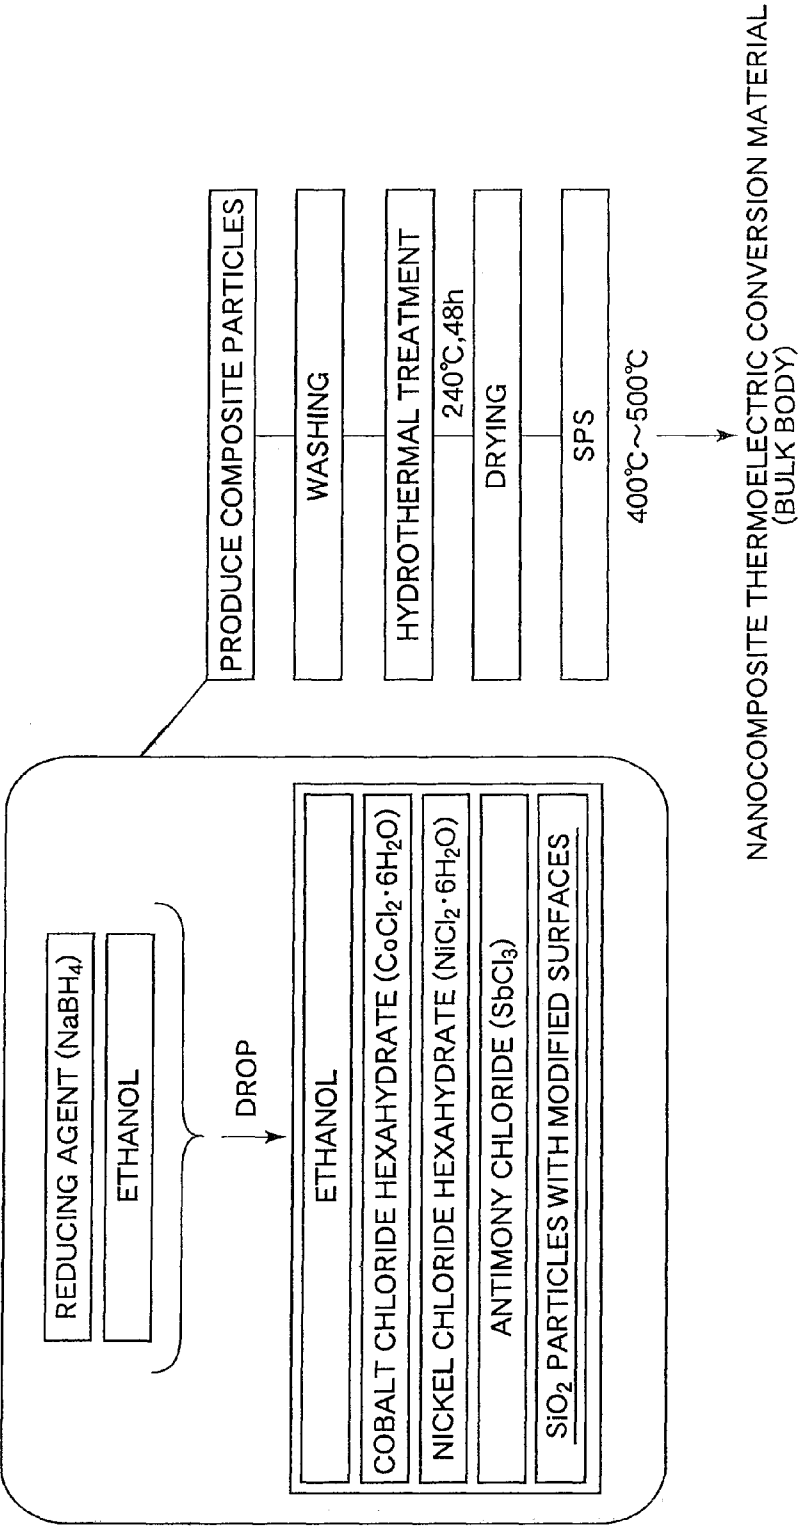 REDUCING AGENT (NaBH₄)
ETHANOL
DROP
ETHANOL
COBALT CHLORIDE HEXAHYDRATE (CoCl₂·6H₂O)
NICKEL CHLORIDE HEXAHYDRATE (NiCl₂·6H₂O)
ANTIMONY CHLORIDE (SbCl₃)
SiO₂ PARTICLES WITH MODIFIED SURFACES
PRODUCE COMPOSITE PARTICLES
WASHING
HYDROTHERMAL TREATMENT
240℃,48h
DRYING
SPS
400℃～500℃
NANOCOMPOSITE THERMOELECTRIC CONVERSION MATERIAL
(BULK BODY)